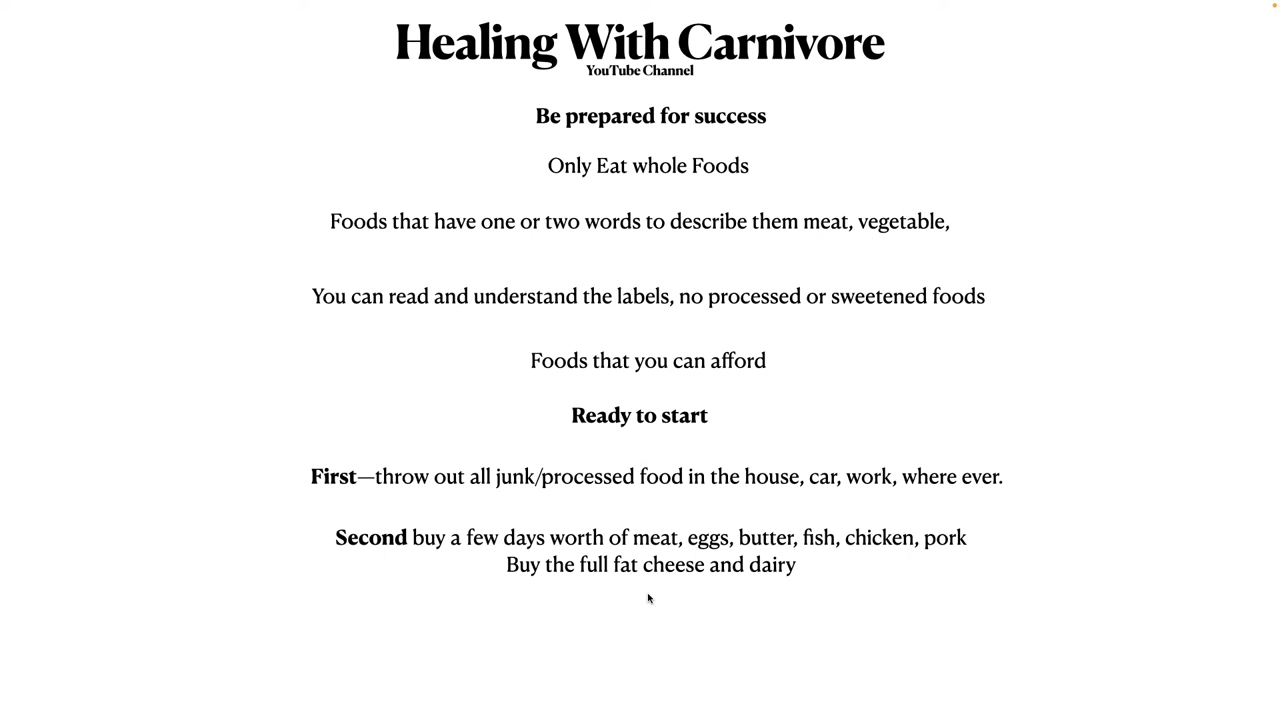 Healing With Carnivore
YouTube Channel
Be prepared for success
Only Eat whole Foods
Foods that have one or two words to describe them meat, vegetable,
You can read and understand the labels, no processed or sweetened foods
Foods that you can afford
Ready to start
First—throw out all junk/processed food in the house, car, work, where ever.
Second buy a few days worth of meat, eggs, butter, fish, chicken, pork
Buy the full fat cheese and dairy